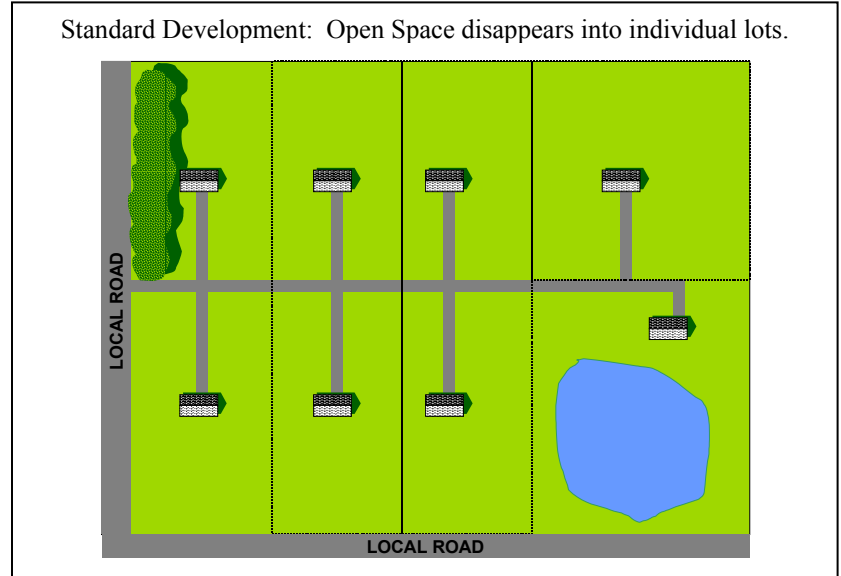 Standard Development:  Open Space disappears into individual lots.
LOCAL ROAD
LOCAL ROAD